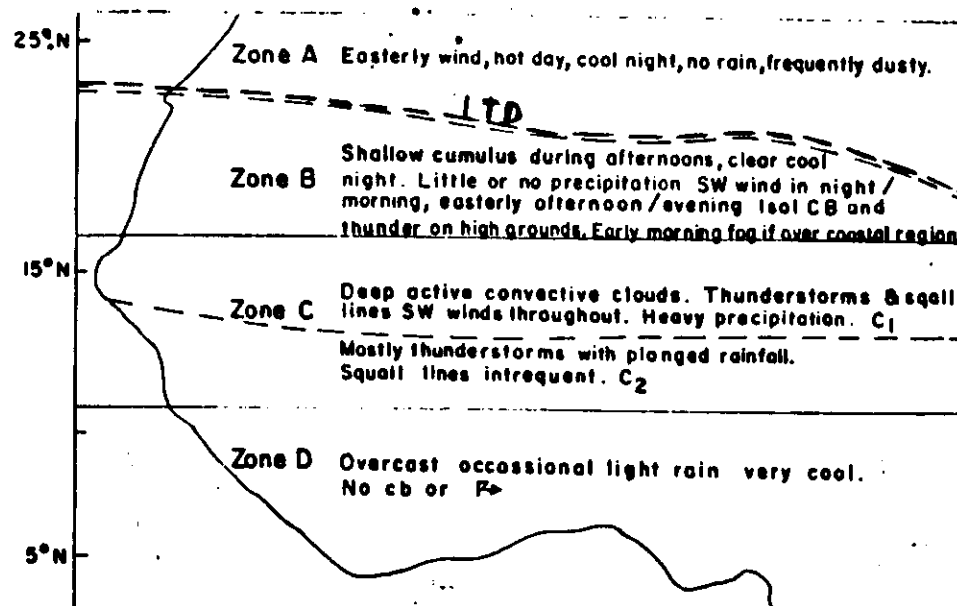 25°N
Zone A Easterly wind, hot day, cool night, no rain, frequently dusty.
ITD
Zone B Shallow cumulus during afternoons, clear cool
night. Little or no precipitation SW wind in night/
morning, easterly afternoon/evening Isol CB and
thunder on high grounds. Early morning fog if over coastal region
15°N
Zone C Deep active convective clouds. Thunderstorms & sqall
lines SW winds throughout. Heavy precipitation. C1
Mostly thunderstorms with plonged rainfall.
Squall lines intrequent. C2
Zone D Overcast occassional light rain very cool.
No cb or
5°N